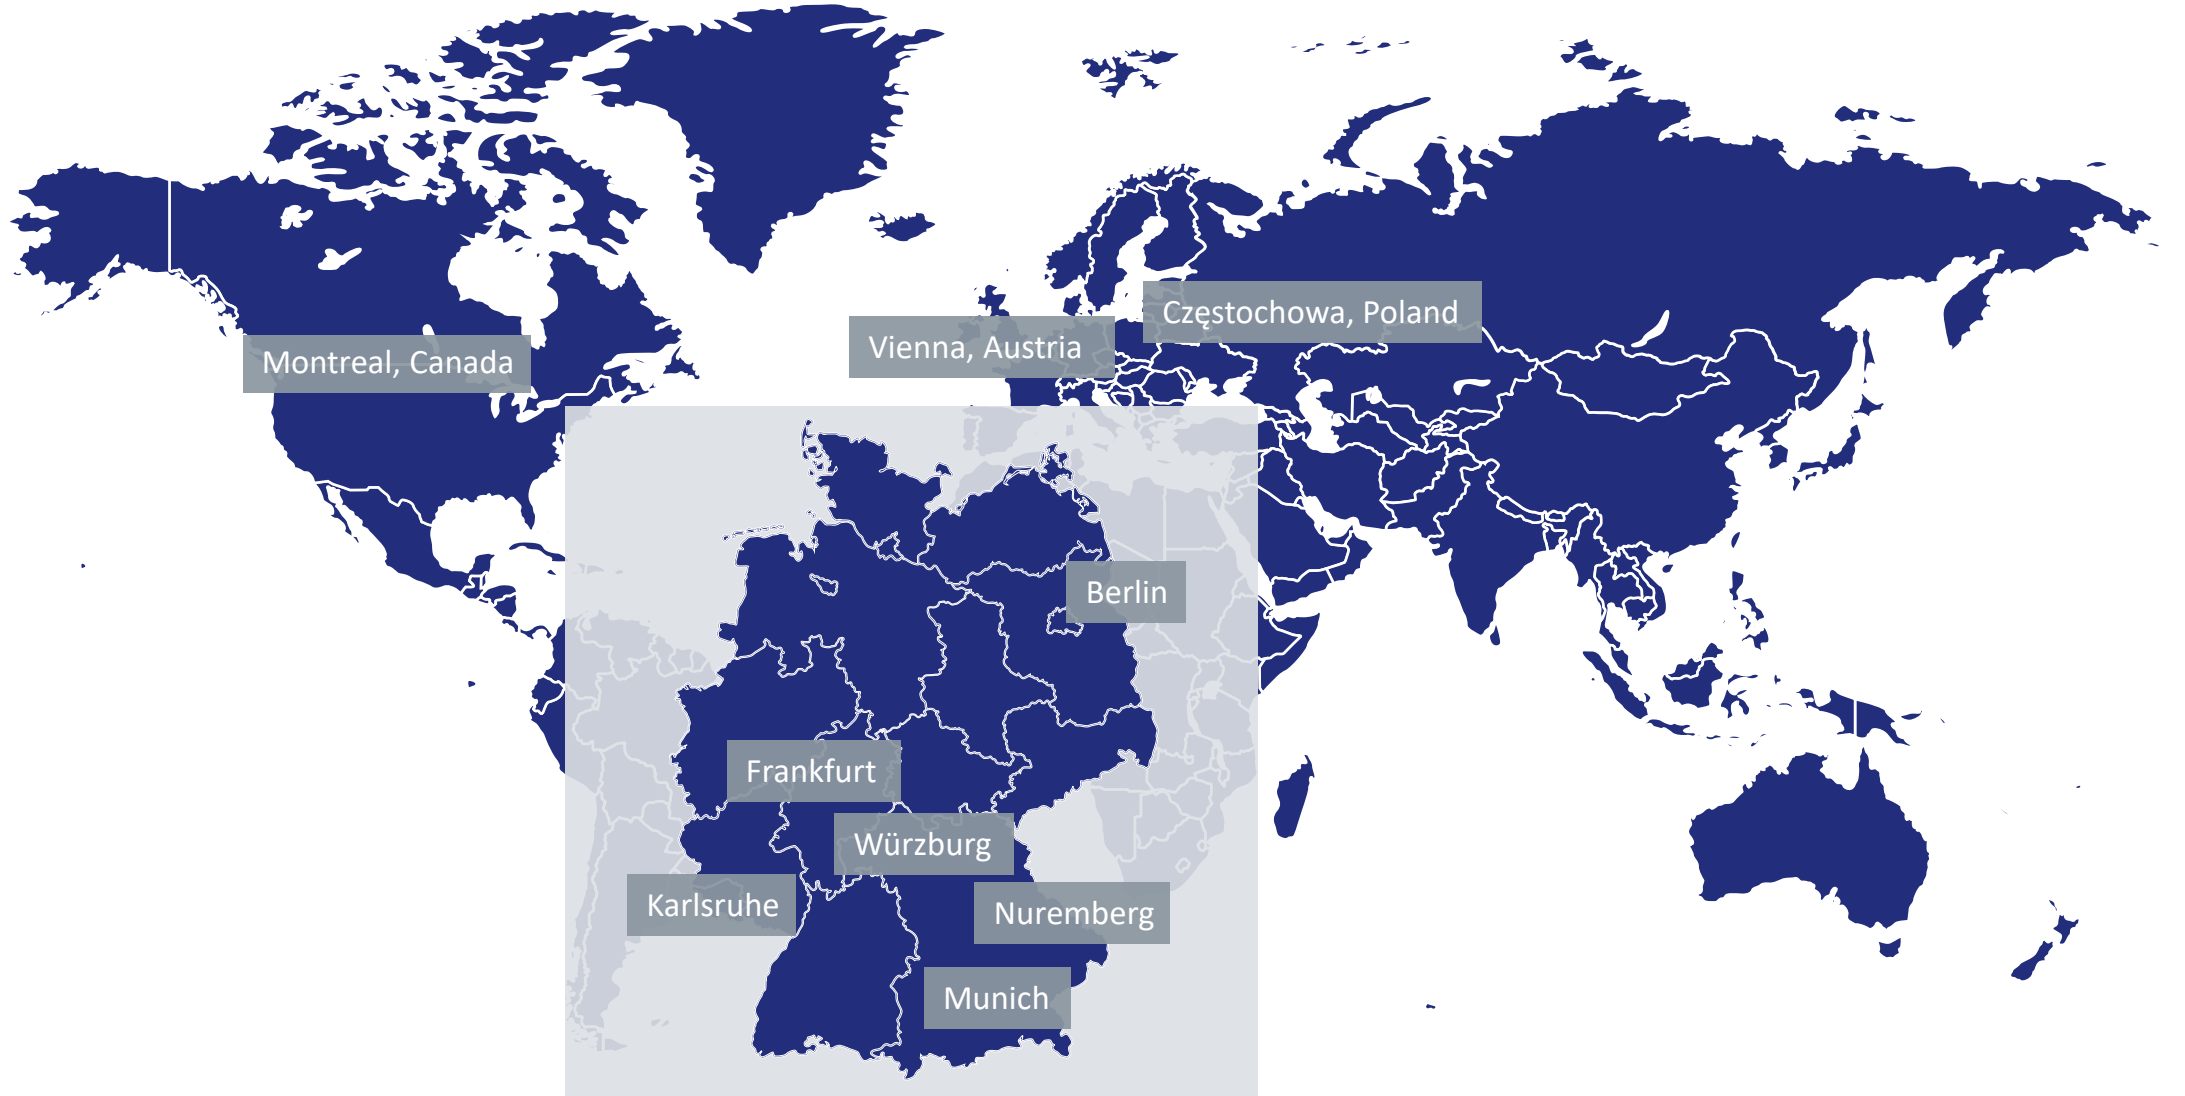 Częstochowa, Poland
Vienna, Austria
Montreal, Canada
Berlin
Frankfurt
Würzburg
Karlsruhe
Nuremberg
Munich